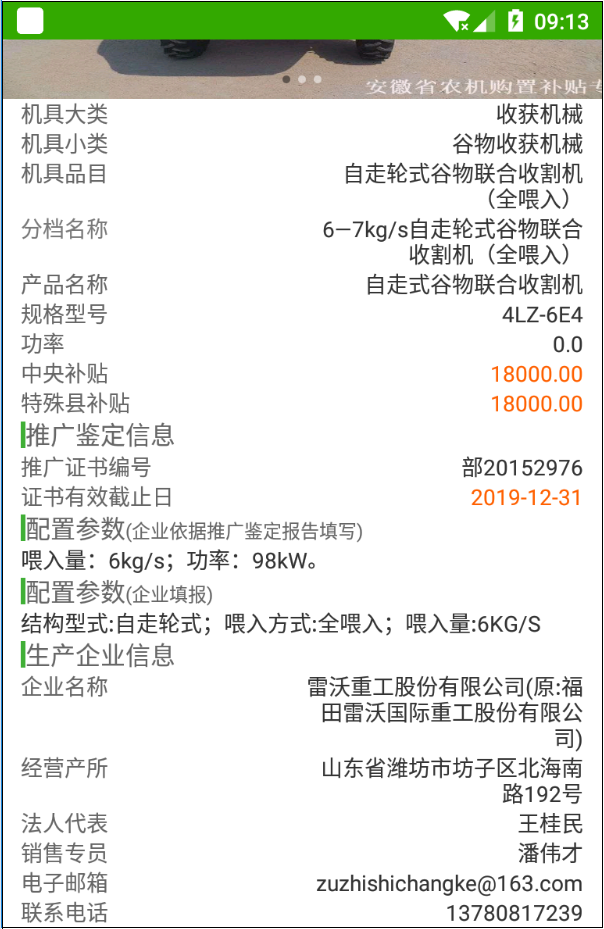 09:13
安徽省农机购置补贴专
机具大类 收获机械
机具小类 谷物收获机械
机具品目 自走轮式谷物联合收割机
（全喂入）
分档名称 6—7kg/s自走轮式谷物联合
收割机（全喂入）
产品名称 自走式谷物联合收割机
规格型号 4LZ-6E4
功率 0.0
中央补贴 18000.00
特殊县补贴 18000.00
推广鉴定信息
推广证书编号 部20152976
证书有效截止日 2019-12-31
配置参数(企业依据推广鉴定报告填写)
喂入量：6kg/s；功率：98kW。
配置参数(企业填报)
结构型式:自走轮式；喂入方式:全喂入；喂入量:6KG/S
生产企业信息
企业名称 雷沃重工股份有限公司(原:福
田雷沃国际重工股份有限公
司)
经营产所 山东省潍坊市坊子区北海南
路192号
法人代表 王桂民
销售专员 潘伟才
电子邮箱 zuzhishichangke@163.com
联系电话 13780817239